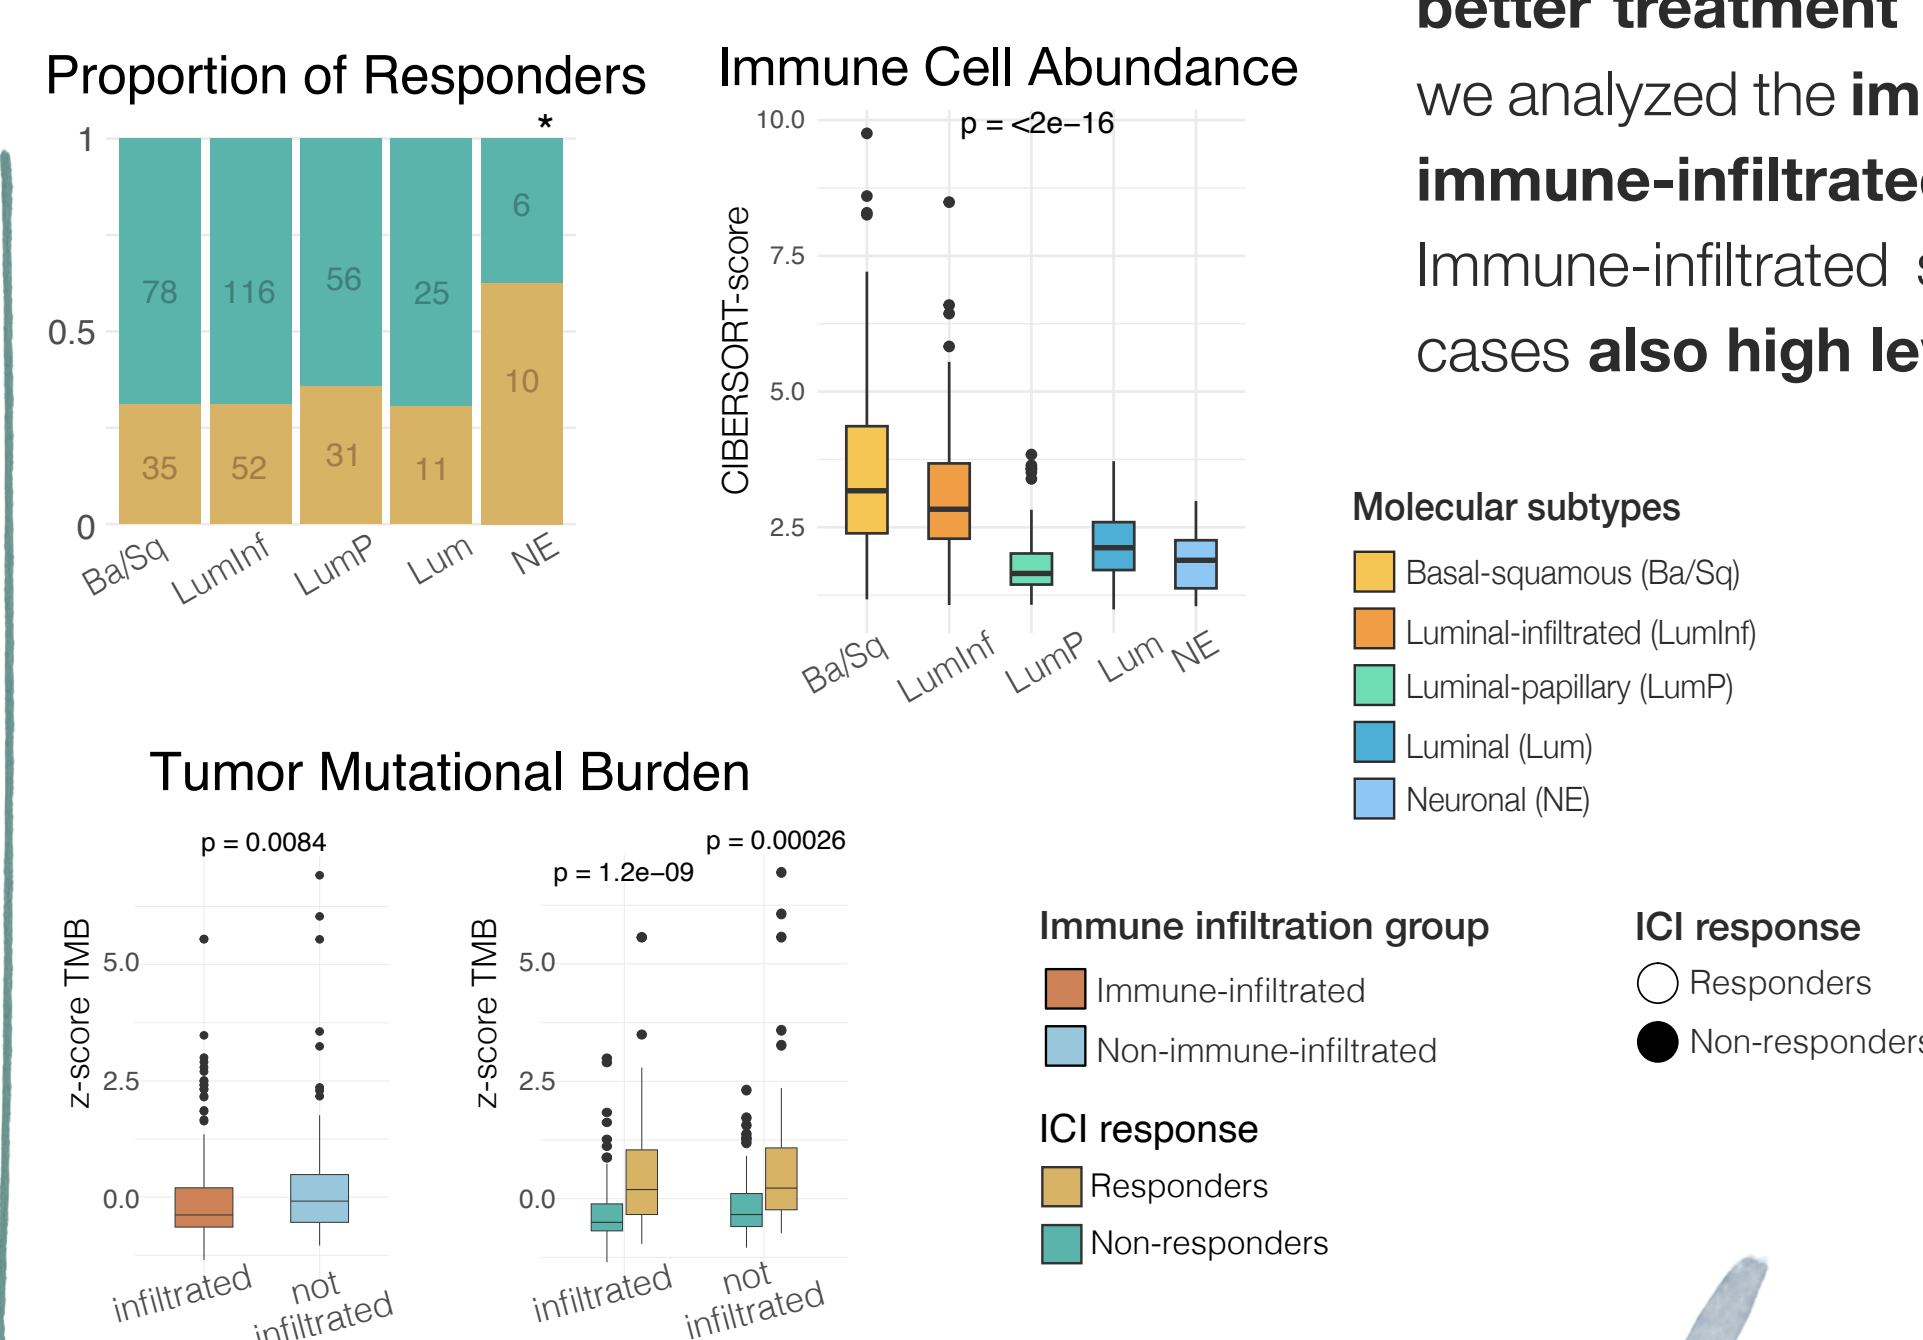 better treatment
we analyzed the
Immune-infiltrated
cases also high
Proportion of Responders
*
1
0.5
0
78
116
56
25
6
35
52
31
11
10
Ba/Sq
LumInf
LumP
Lum
NE
Immune Cell Abundance
p = <2e−16
CIBERSORT-score
10.0
7.5
5.0
2.5
Ba/Sq
LumInf
LumP
Lum
NE
Molecular subtypes
Basal-squamous (Ba/Sq)
Luminal-infiltrated (LumInf)
Luminal-papillary (LumP)
Luminal (Lum)
Neuronal (NE)
Tumor Mutational Burden
p = 0.0084
z-score TMB
5.0
2.5
0.0
infiltrated
not
infiltrated
p = 1.2e−09
p = 0.00026
z-score TMB
5.0
2.5
0.0
infiltrated
not
infiltrated
Immune infiltration group
Immune-infiltrated
Non-immune-infiltrated
ICI response
Responders
Non-responders
ICI response
Responders
Non-responders